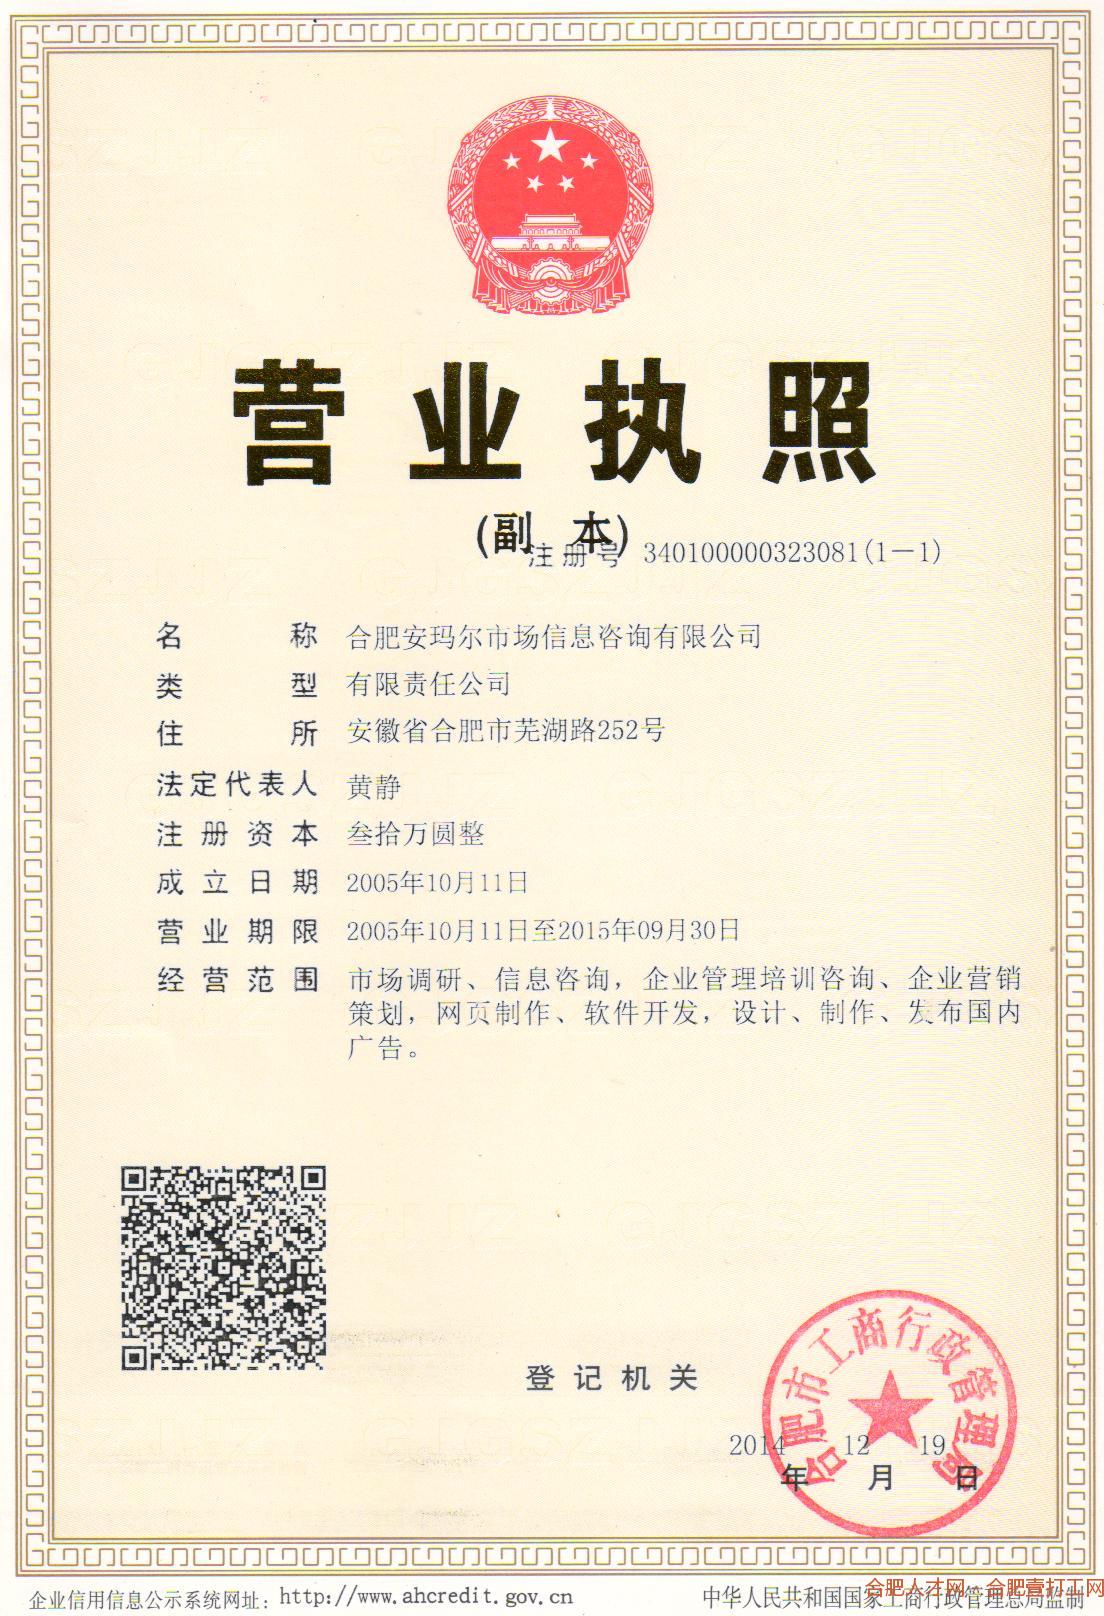 营业执照
(副 本)
注册号 340100000323081(1-1)
名称 合肥安玛尔市场信息咨询有限公司
类型 有限责任公司
住所 安徽省合肥市芜湖路252号
法定代表人 黄静
注册资本 叁拾万圆整
成立日期 2005年10月11日
营业期限 2005年10月11日至2015年09月30日
经营范围 市场调研、信息咨询，企业管理培训咨询、企业营销
策划，网页制作、软件开发，设计、制作、发布国内
广告。
登记机关
合肥市工商行政管理局
2014年12月19日
企业信用信息公示系统网址：http://www.ahcredit.gov.cn
中华人民共和国国家工商行政管理总局监制
合肥人才网，合肥壹打工网